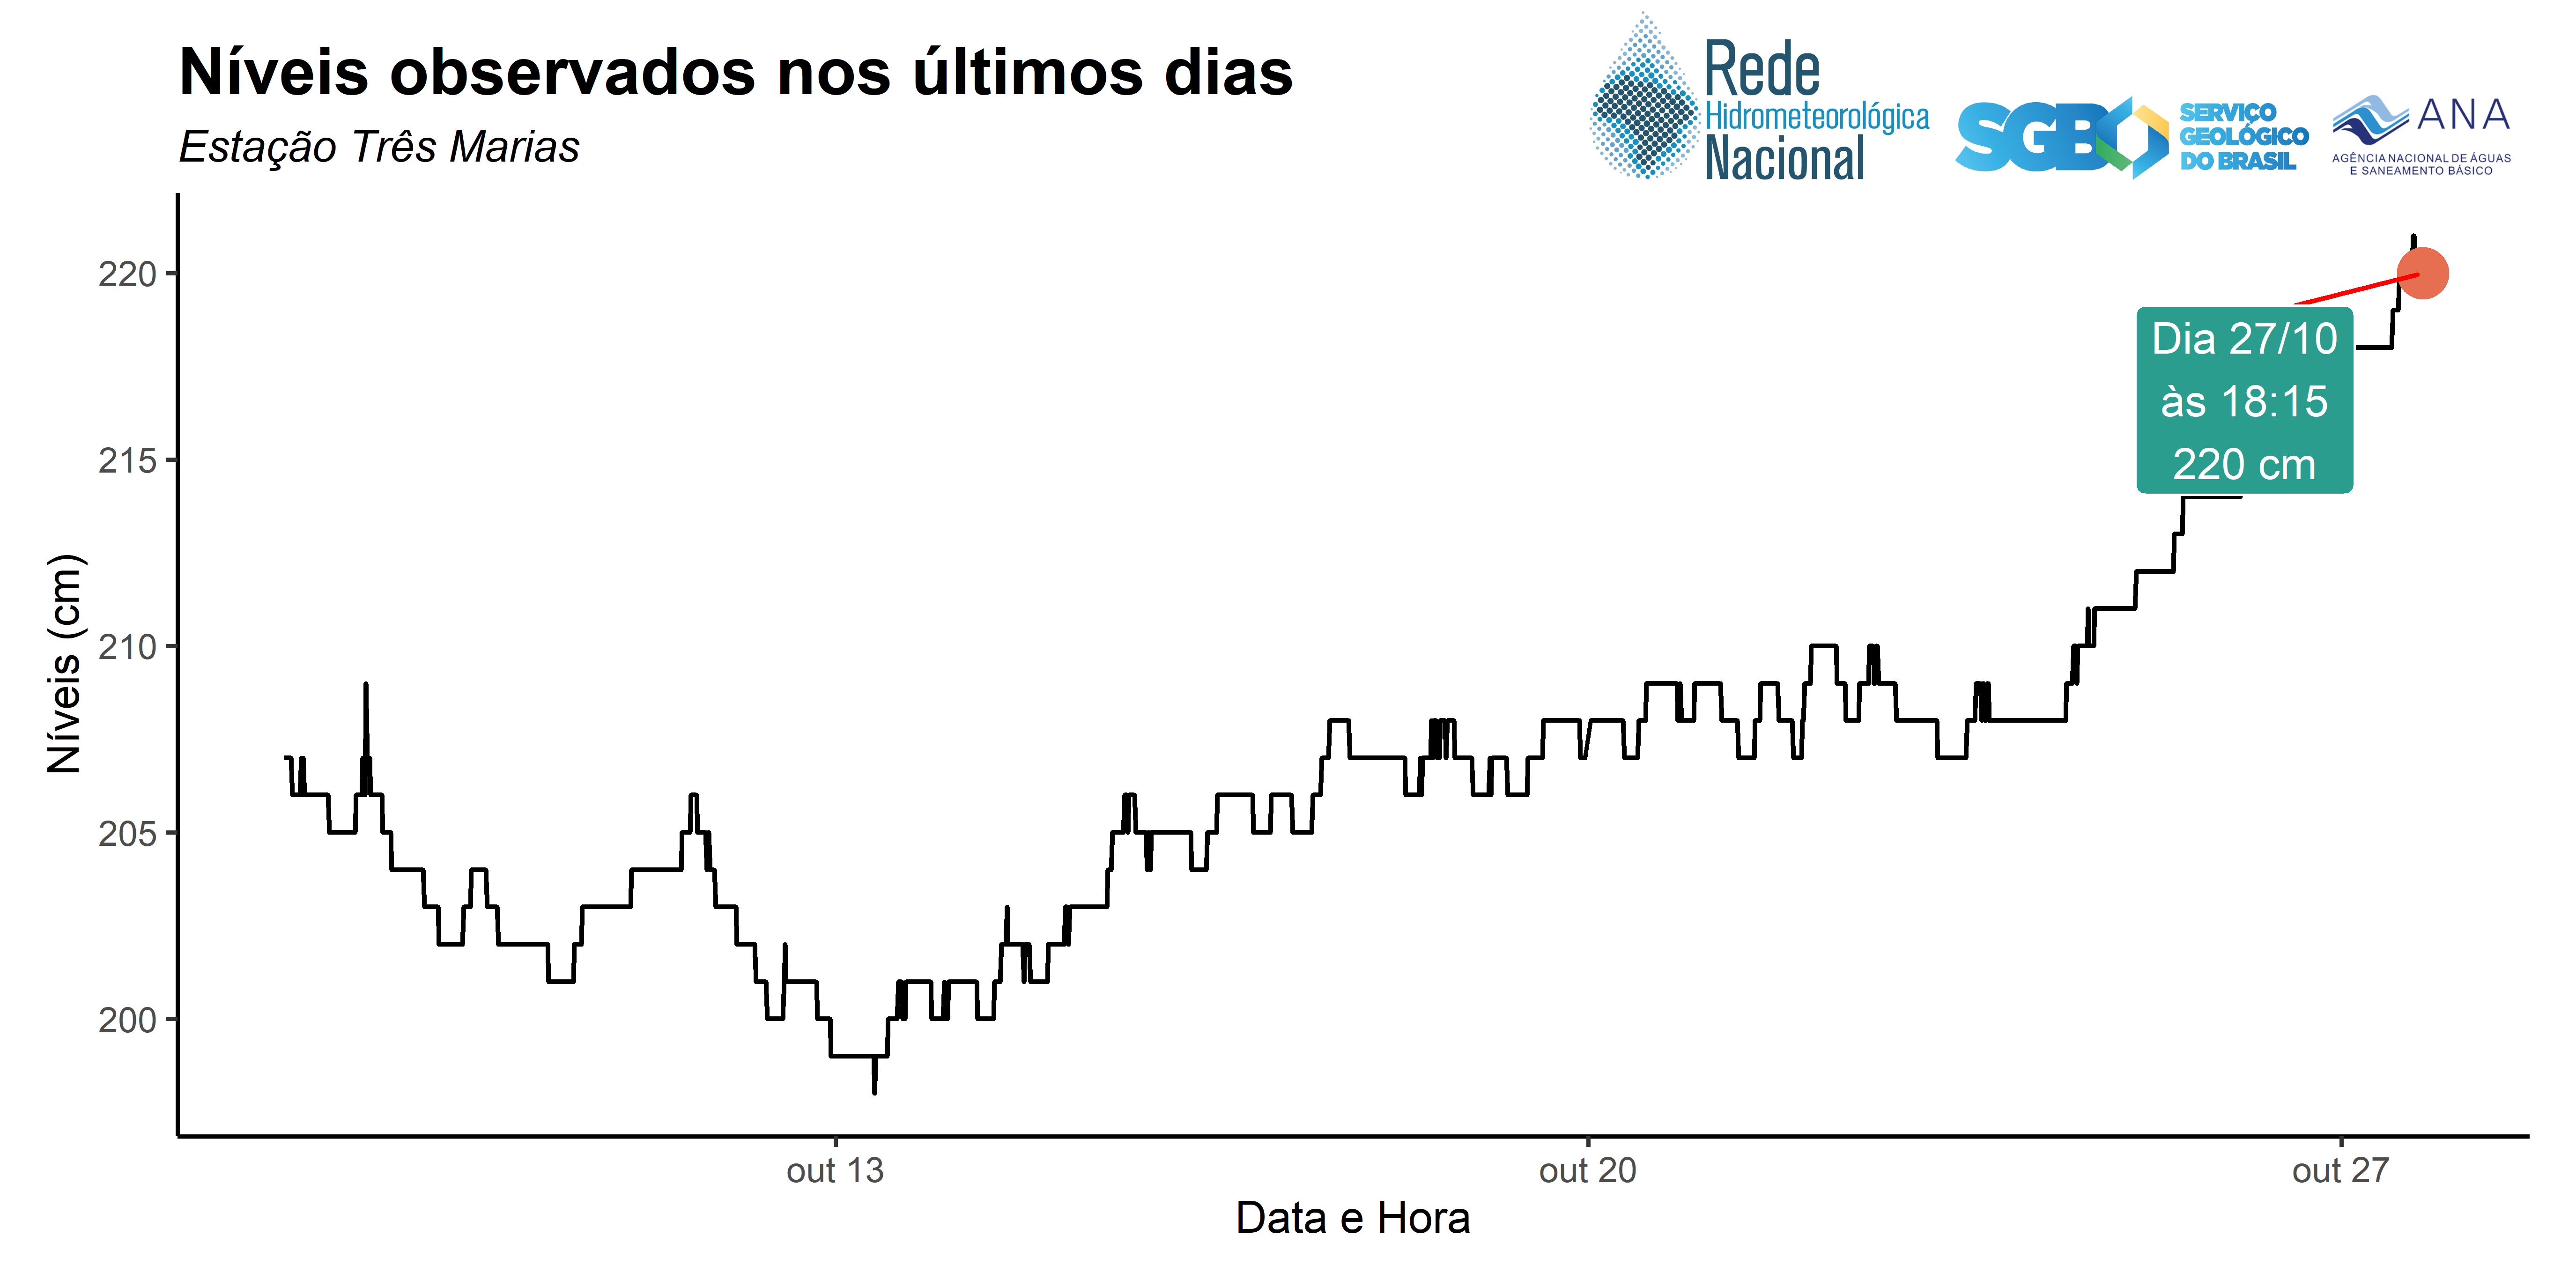 Níveis observados nos últimos dias
Estação Três Marias
Rede
Hidrometeorológica
Nacional
SGB
SERVIÇO
GEOLÓGICO
DO BRASIL
ANA
AGÊNCIA NACIONAL DE ÁGUAS
E SANEAMENTO BÁSICO
Níveis (cm)
220
215
210
205
200
Dia 27/10
às 18:15
220 cm
out 13
out 20
out 27
Data e Hora